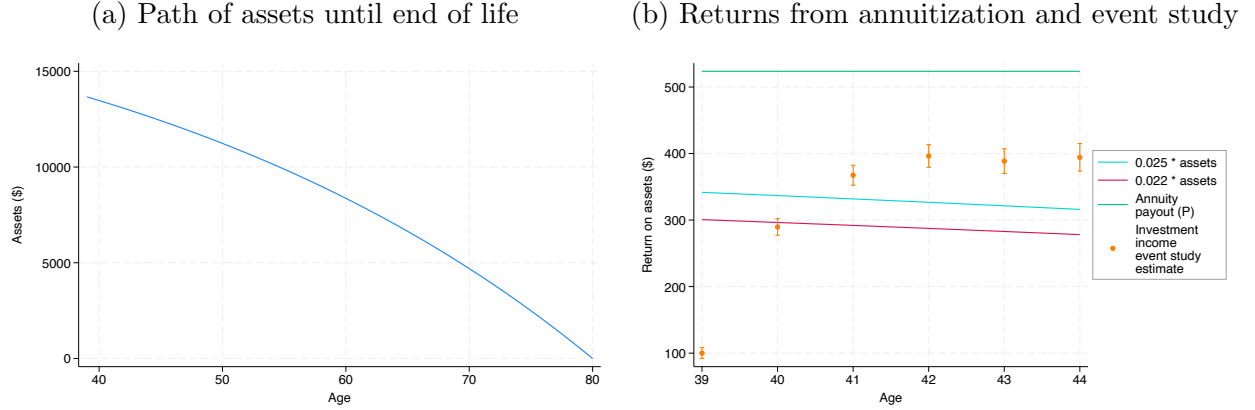 (a) Path of assets until end of life
15000
10000
5000
0
Assets ($)
40
50
60
70
80
Age
(b) Returns from annuitization and event study
500
400
300
200
100
Return on assets ($)
39
40
41
42
43
44
Age
0.025 * assets
0.022 * assets
Annuity
payout (P)
Investment
income
event study
estimate